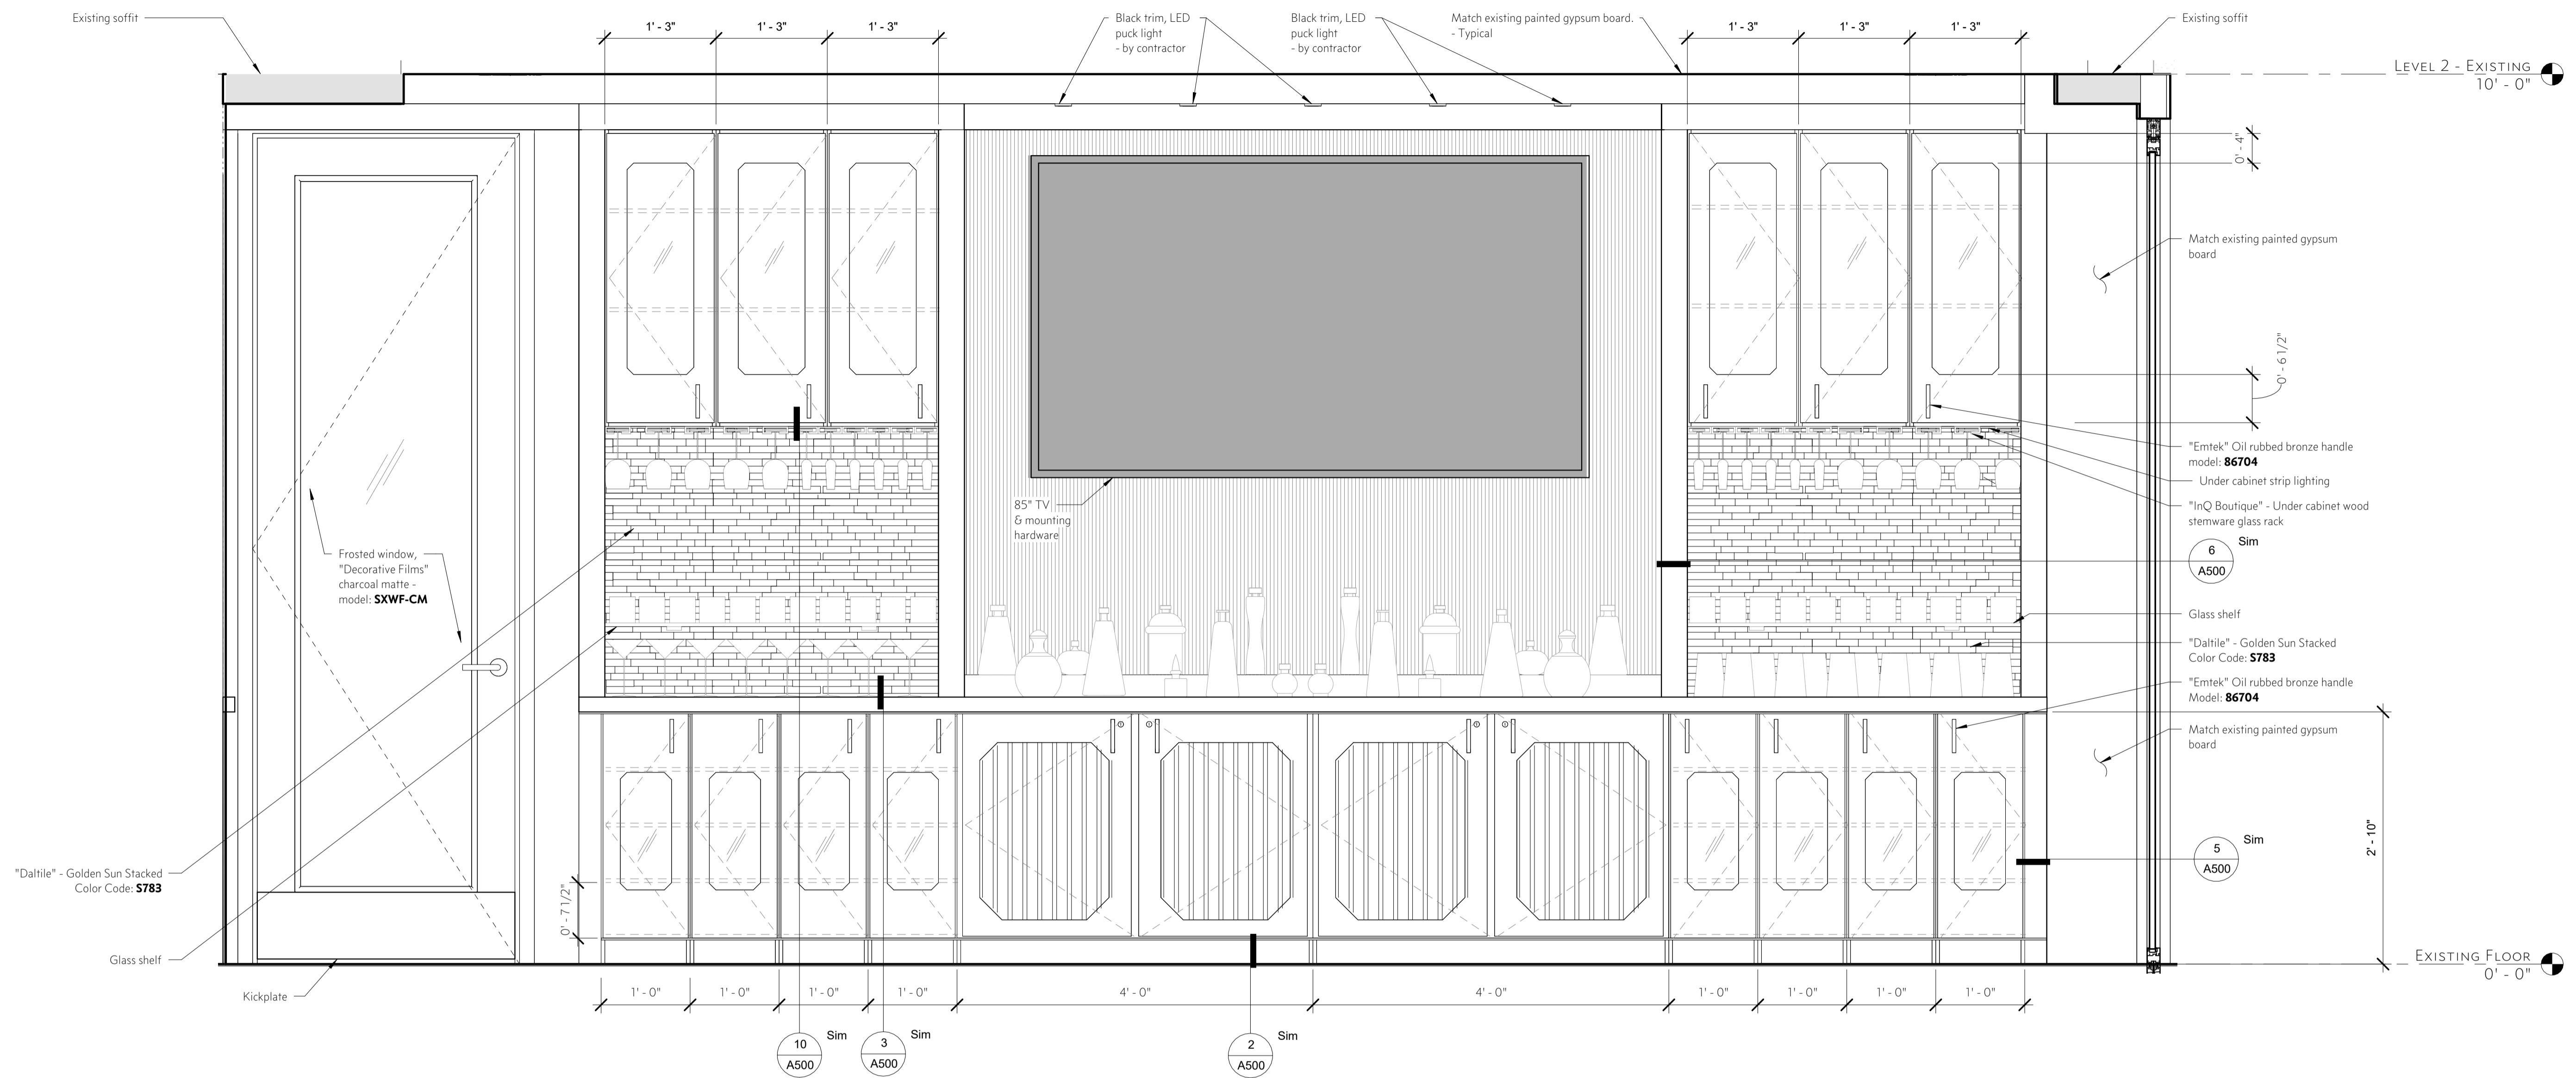 Existing soffit
1' - 3"
1' - 3"
1' - 3"
Black trim, LED
puck light
- by contractor
Black trim, LED
puck light
- by contractor
Match existing painted gypsum board.
- Typical
1' - 3"
1' - 3"
1' - 3"
Existing soffit
Level 2 - Existing
10' - 0"
0' - 4"
Match existing painted gypsum
board
0' - 6 1/2"
"Emtek" Oil rubbed bronze handle
model: 86704
Under cabinet strip lighting
"InQ Boutique" - Under cabinet wood
stemware glass rack
85" TV
& mounting
hardware
6
A500
Sim
Frosted window,
"Decorative Films"
charcoal matte -
model: SXWF-CM
Glass shelf
"Daltile" - Golden Sun Stacked
Color Code: S783
"Emtek" Oil rubbed bronze handle
Model: 86704
Match existing painted gypsum
board
2' - 10"
5
A500
Sim
"Daltile" - Golden Sun Stacked
Color Code: S783
0' - 7 1/2"
Glass shelf
Kickplate
Existing Floor
0' - 0"
1' - 0"
1' - 0"
1' - 0"
1' - 0"
4' - 0"
4' - 0"
1' - 0"
1' - 0"
1' - 0"
1' - 0"
10
A500
Sim
3
A500
Sim
2
A500
Sim